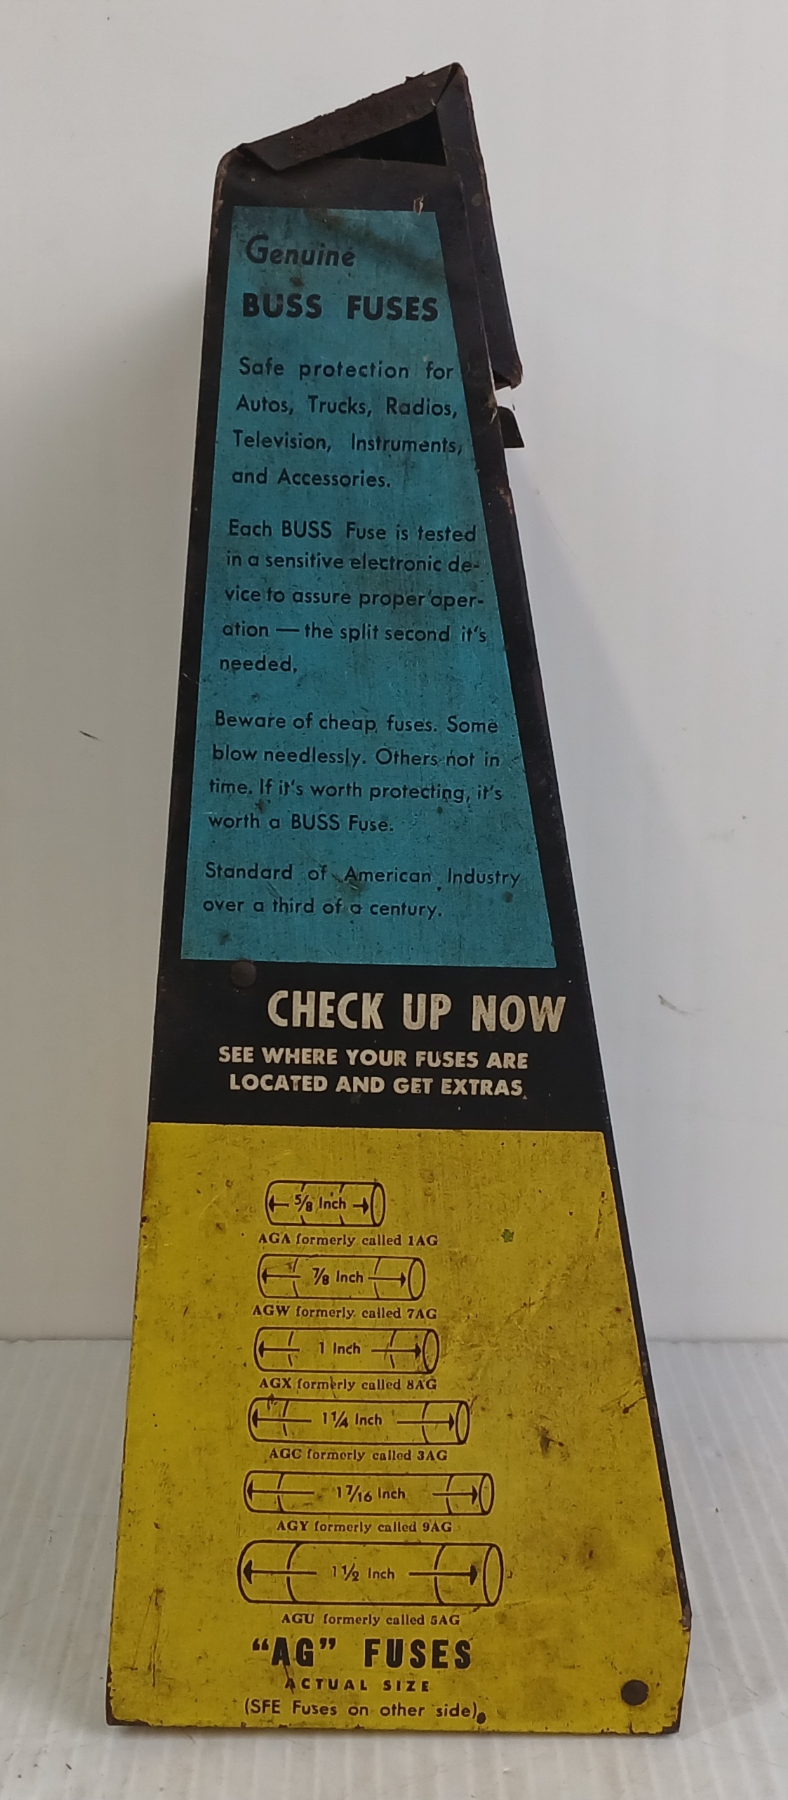 Genuine
BUSS FUSES
Safe protection for
Autos, Trucks, Radios,
Television, Instruments,
and Accessories.
Each BUSS Fuse is tested
in a sensitive electronic de-
vice to assure proper oper-
ation — the split second it's
needed,
Beware of cheap fuses. Some
blow needlessly. Others not in
time. If it's worth protecting, it's
worth a BUSS Fuse.
Standard of American Industry
over a third of a century.
CHECK UP NOW
SEE WHERE YOUR FUSES ARE
LOCATED AND GET EXTRAS
5/8 Inch
AGA formerly called 1AG
7/8 Inch
AGW formerly called 7AG
1 Inch
AGX formerly called 8AG
1 1/4 Inch
AGC formerly called 3AG
1 7/16 Inch
AGY formerly called 9AG
1 1/2 Inch
AGU formerly called 5AG
“AG” FUSES
ACTUAL SIZE
(SFE Fuses on other side)